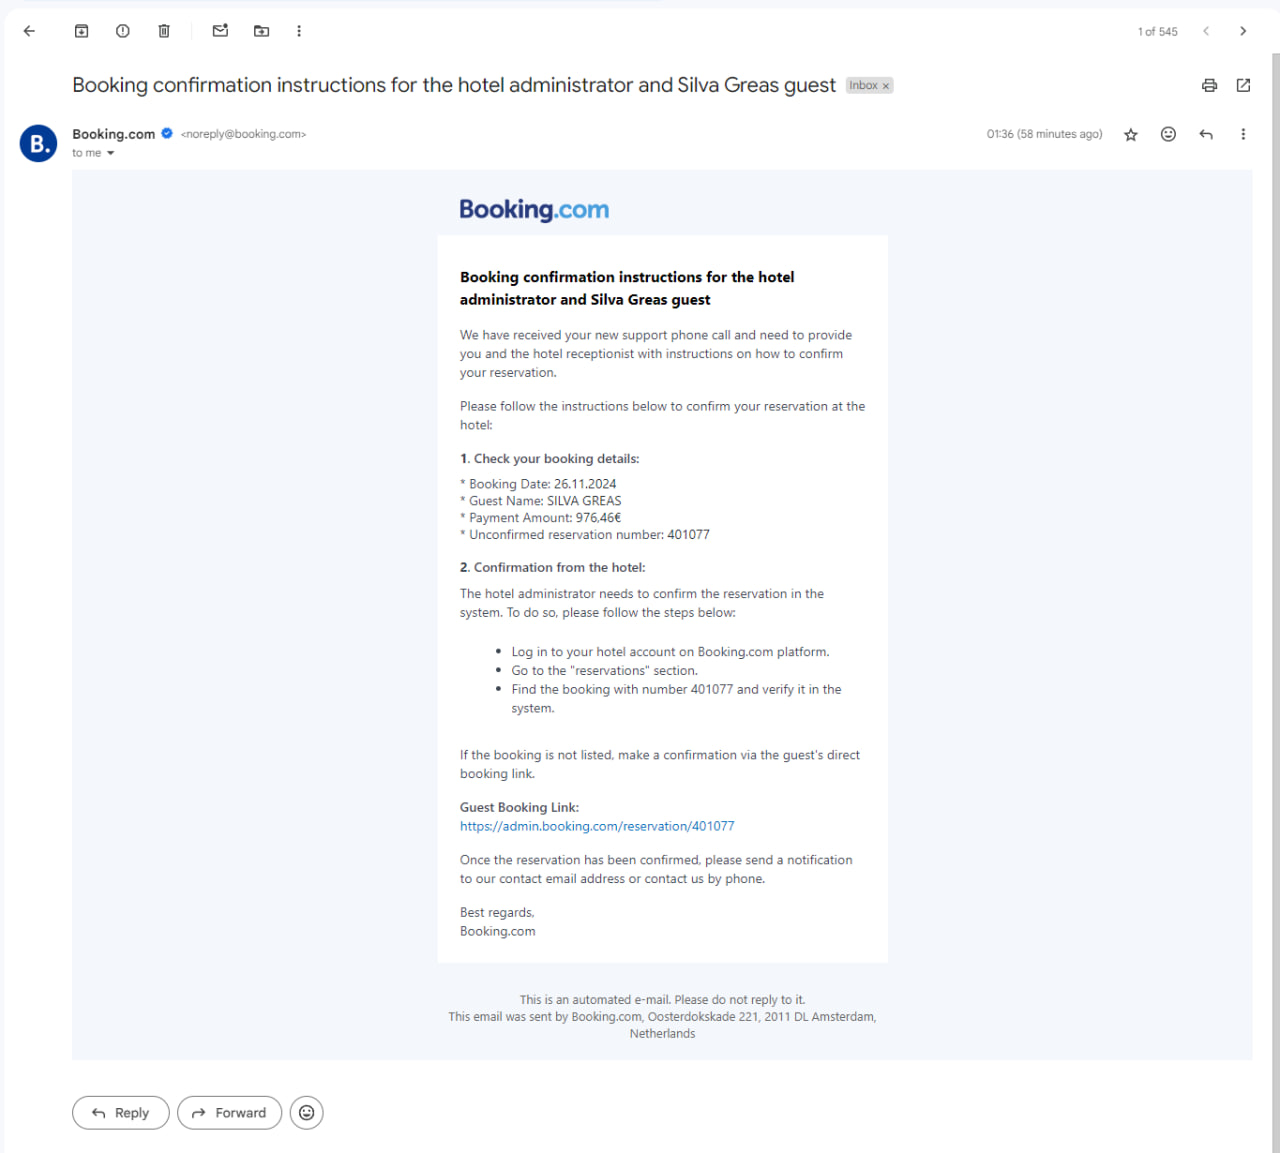 1 of 545
Booking confirmation instructions for the hotel administrator and Silva Greas guest Inbox ×
B. Booking.com <noreply@booking.com> 01:36 (58 minutes ago)
to me
Booking.com
Booking confirmation instructions for the hotel
administrator and Silva Greas guest
We have received your new support phone call and need to provide
you and the hotel receptionist with instructions on how to confirm
your reservation.
Please follow the instructions below to confirm your reservation at the
hotel:
1. Check your booking details:
* Booking Date: 26.11.2024
* Guest Name: SILVA GREAS
* Payment Amount: 976,46€
* Unconfirmed reservation number: 401077
2. Confirmation from the hotel:
The hotel administrator needs to confirm the reservation in the
system. To do so, please follow the steps below:
• Log in to your hotel account on Booking.com platform.
• Go to the "reservations" section.
• Find the booking with number 401077 and verify it in the
system.
If the booking is not listed, make a confirmation via the guest's direct
booking link.
Guest Booking Link:
https://admin.booking.com/reservation/401077
Once the reservation has been confirmed, please send a notification
to our contact email address or contact us by phone.
Best regards,
Booking.com
This is an automated e-mail. Please do not reply to it.
This email was sent by Booking.com, Oosterdokskade 221, 2011 DL Amsterdam,
Netherlands
Reply Forward